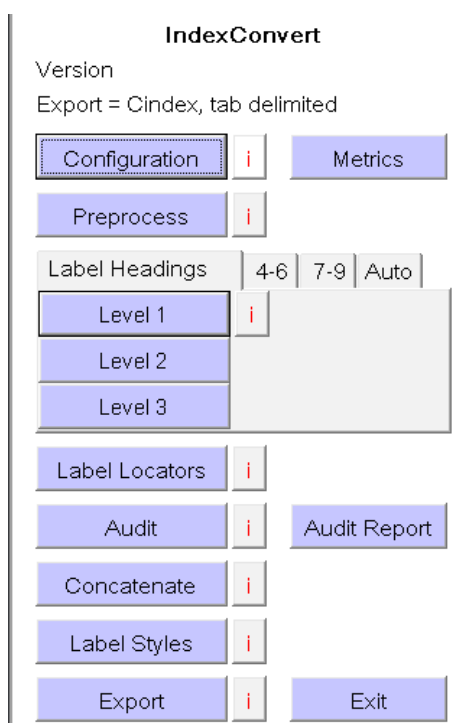 IndexConvert
Version
Export = Cindex, tab delimited
Configuration i Metrics
Preprocess i
Label Headings 4-6 7-9 Auto
Level 1 i
Level 2
Level 3
Label Locators i
Audit i Audit Report
Concatenate i
Label Styles i
Export i Exit